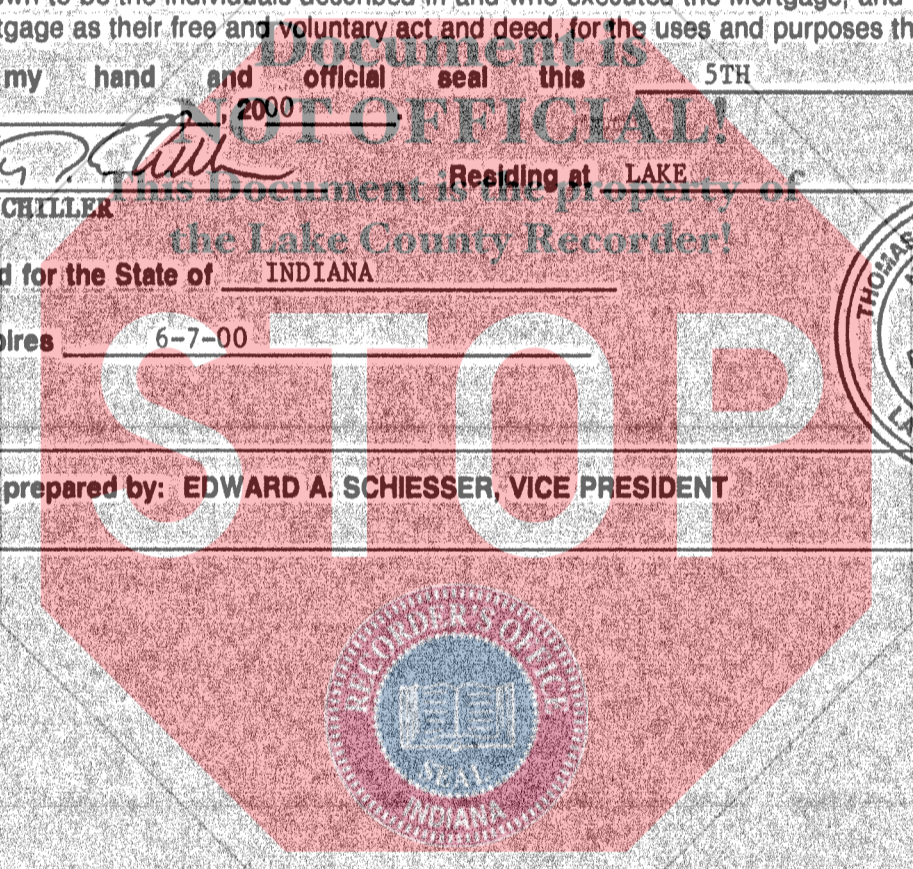 own to be the individuals described in and who executed the Mortgage, and
tgage as their free and voluntary act and deed, for the uses and purposes th
Document is
my hand and official seal this 5TH
, 2000.
NOT OFFICIAL!
Residing at LAKE
This Document is the property of
CHILLER
the Lake County Recorder!
d for the State of INDIANA
pires 6-7-00
STOP
prepared by: EDWARD A. SCHIESSER, VICE PRESIDENT
RECORDER'S OFFICE
SEAL
INDIANA
THOMAS